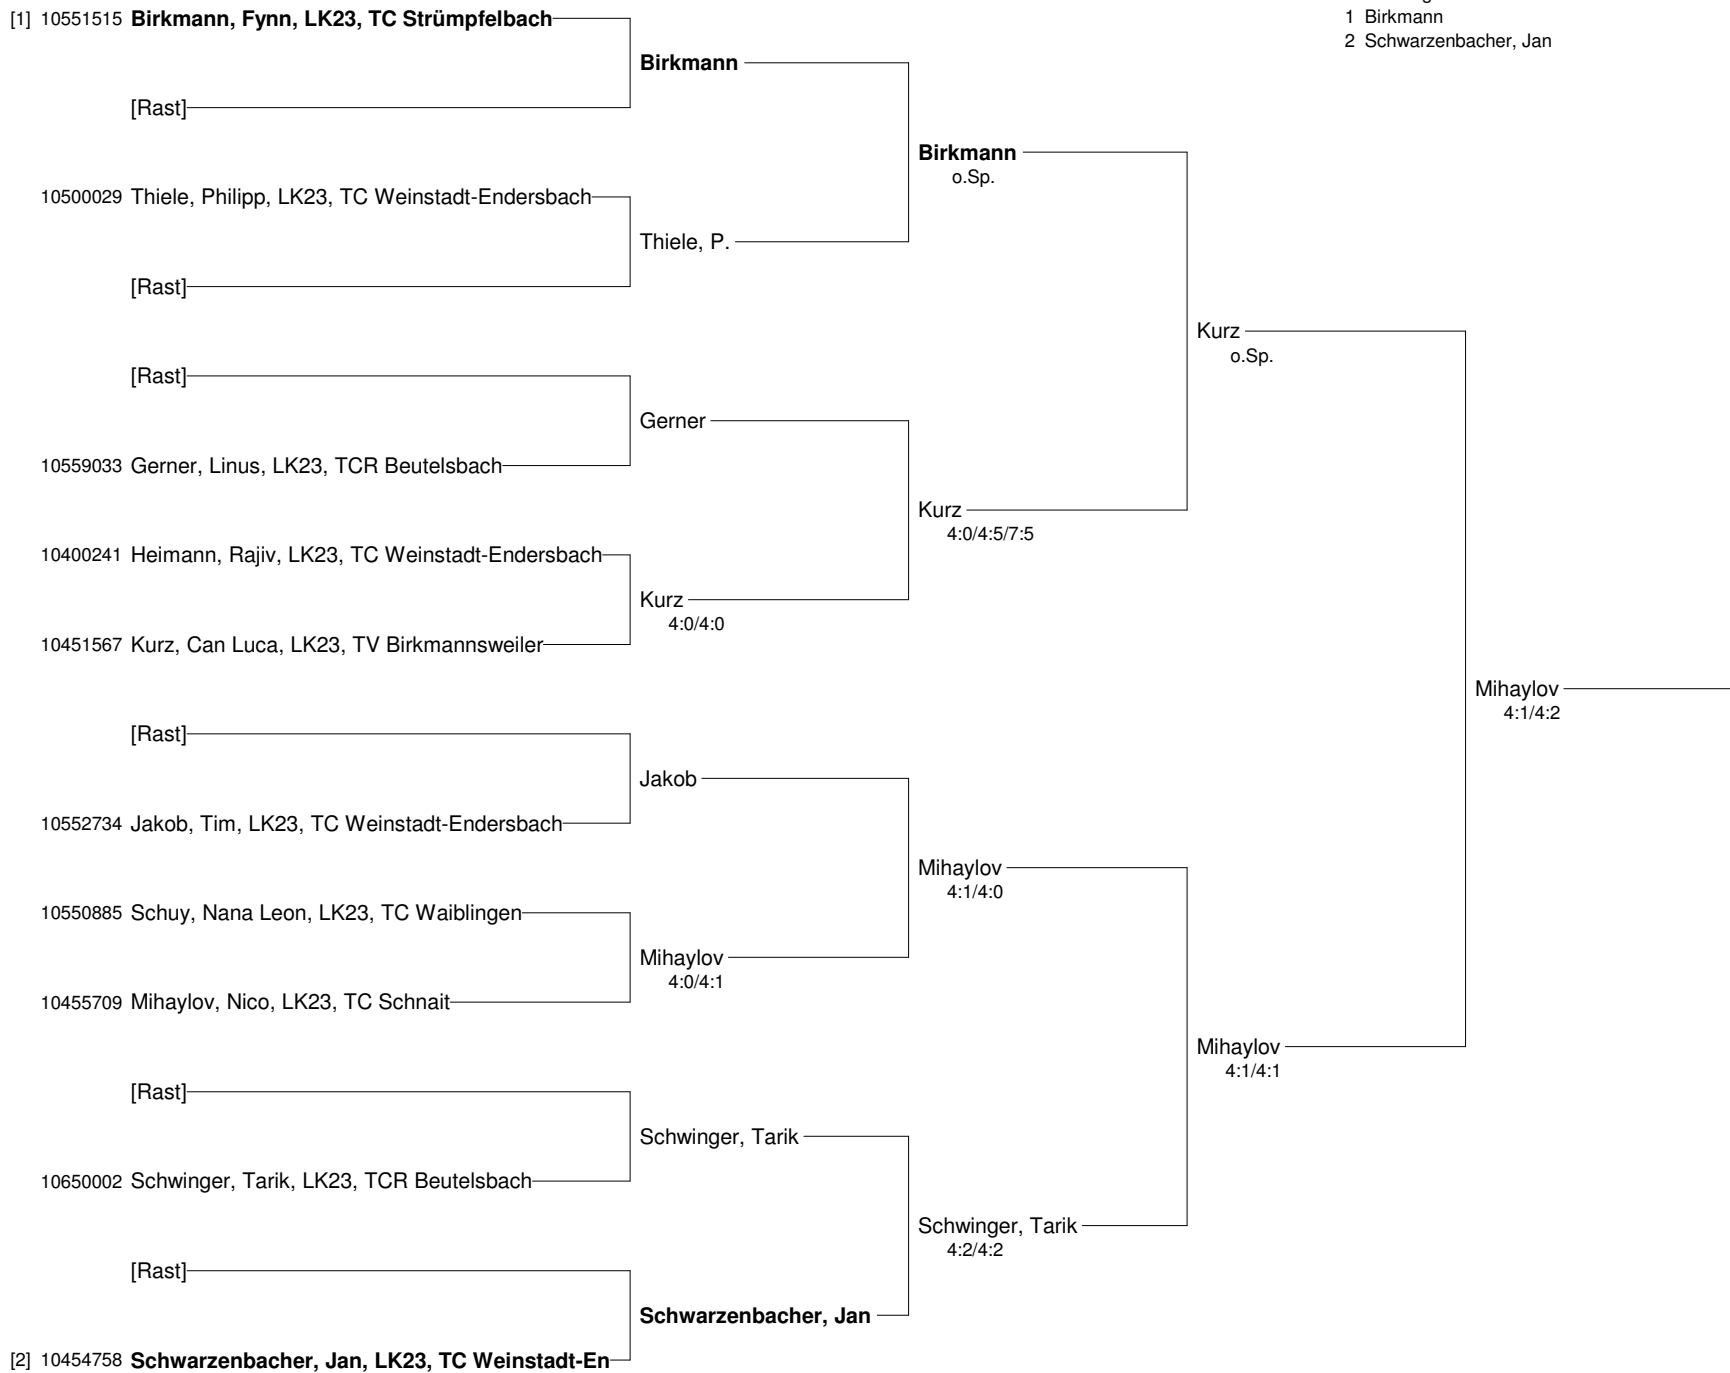 1 Birkmann
2 Schwarzenbacher, Jan
[1] 10551515 Birkmann, Fynn, LK23, TC Strümpfelbach
Birkmann
[Rast]
Birkmann
o.Sp.
10500029 Thiele, Philipp, LK23, TC Weinstadt-Endersbach
Thiele, P.
[Rast]
Kurz
o.Sp.
[Rast]
Gerner
10559033 Gerner, Linus, LK23, TCR Beutelsbach
Kurz
4:0/4:5/7:5
10400241 Heimann, Rajiv, LK23, TC Weinstadt-Endersbach
Kurz
4:0/4:0
10451567 Kurz, Can Luca, LK23, TV Birkmannsweiler
Mihaylov
4:1/4:2
[Rast]
Jakob
10552734 Jakob, Tim, LK23, TC Weinstadt-Endersbach
Mihaylov
4:1/4:0
10550885 Schuy, Nana Leon, LK23, TC Waiblingen
Mihaylov
4:0/4:1
10455709 Mihaylov, Nico, LK23, TC Schnait
Mihaylov
4:1/4:1
[Rast]
Schwinger, Tarik
10650002 Schwinger, Tarik, LK23, TCR Beutelsbach
Schwinger, Tarik
4:2/4:2
[Rast]
Schwarzenbacher, Jan
[2] 10454758 Schwarzenbacher, Jan, LK23, TC Weinstadt-En